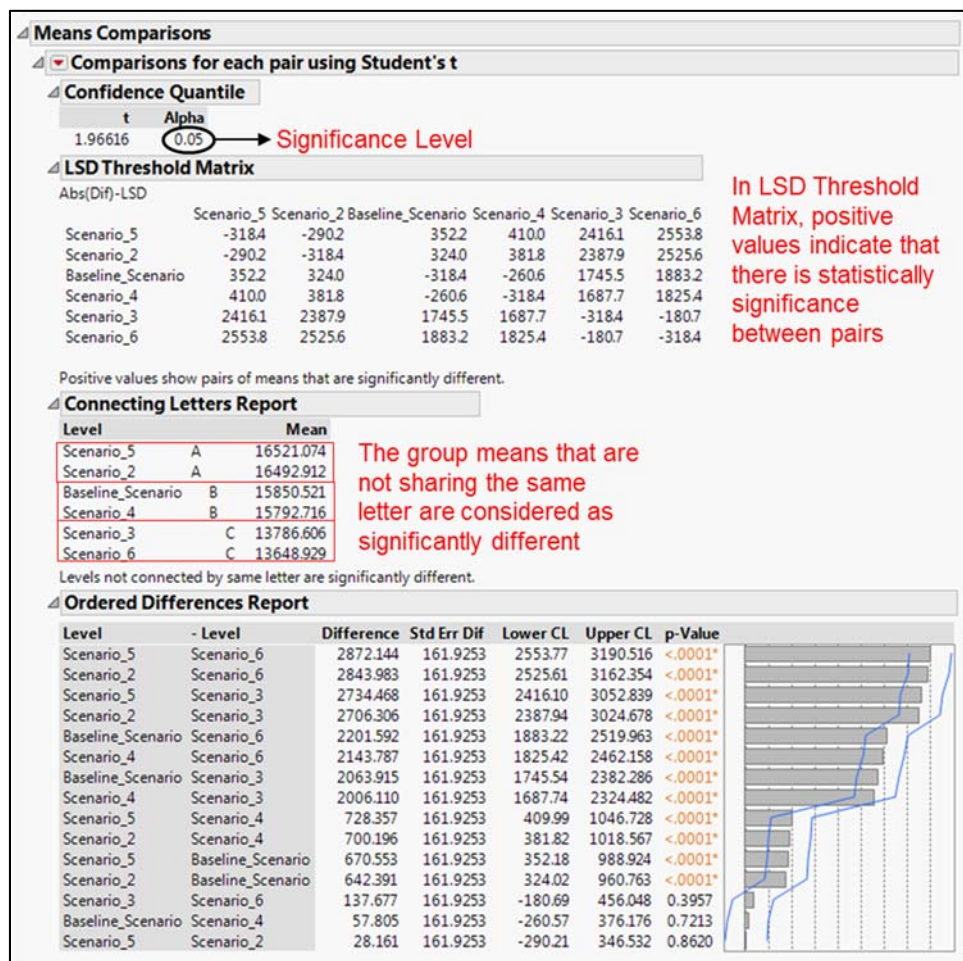 Means Comparisons
Comparisons for each pair using Student's t
Confidence Quantile
t Alpha
1.96616 0.05 Significance Level
LSD Threshold Matrix
Abs(Dif)-LSD
Scenario_5 Scenario_2 Baseline_Scenario Scenario_4 Scenario_3 Scenario_6
Scenario_5 -318.4 -290.2 352.2 410.0 2416.1 2553.8
Scenario_2 -290.2 -318.4 324.0 381.8 2387.9 2525.6
Baseline_Scenario 352.2 324.0 -318.4 -260.6 1745.5 1883.2
Scenario_4 410.0 381.8 -260.6 -318.4 1687.7 1825.4
Scenario_3 2416.1 2387.9 1745.5 1687.7 -318.4 -180.7
Scenario_6 2553.8 2525.6 1883.2 1825.4 -180.7 -318.4
In LSD Threshold
Matrix, positive
values indicate that
there is statistically
significance
between pairs
Positive values show pairs of means that are significantly different.
Connecting Letters Report
Level Mean
Scenario_5 A 16521.074
Scenario_2 A 16492.912
Baseline_Scenario B 15850.521
Scenario_4 B 15792.716
Scenario_3 C 13786.606
Scenario_6 C 13648.929
The group means that are
not sharing the same
letter are considered as
significantly different
Levels not connected by same letter are significantly different.
Ordered Differences Report
Level - Level Difference Std Err Dif Lower CL Upper CL p-Value
Scenario_5 Scenario_6 2872.144 161.9253 2553.77 3190.516 <.0001*
Scenario_2 Scenario_6 2843.983 161.9253 2525.61 3162.354 <.0001*
Scenario_5 Scenario_3 2734.468 161.9253 2416.10 3052.839 <.0001*
Scenario_2 Scenario_3 2706.306 161.9253 2387.94 3024.678 <.0001*
Baseline_Scenario Scenario_6 2201.592 161.9253 1883.22 2519.963 <.0001*
Scenario_4 Scenario_6 2143.787 161.9253 1825.42 2462.158 <.0001*
Baseline_Scenario Scenario_3 2063.915 161.9253 1745.54 2382.286 <.0001*
Scenario_4 Scenario_3 2006.110 161.9253 1687.74 2324.482 <.0001*
Scenario_5 Scenario_4 728.357 161.9253 409.99 1046.728 <.0001*
Scenario_2 Scenario_4 700.196 161.9253 381.82 1018.567 <.0001*
Scenario_5 Baseline_Scenario 670.553 161.9253 352.18 988.924 <.0001*
Scenario_2 Baseline_Scenario 642.391 161.9253 324.02 960.763 <.0001*
Scenario_3 Scenario_6 137.677 161.9253 -180.69 456.048 0.3957
Baseline_Scenario Scenario_4 57.805 161.9253 -260.57 376.176 0.7213
Scenario_5 Scenario_2 28.161 161.9253 -290.21 346.532 0.8620